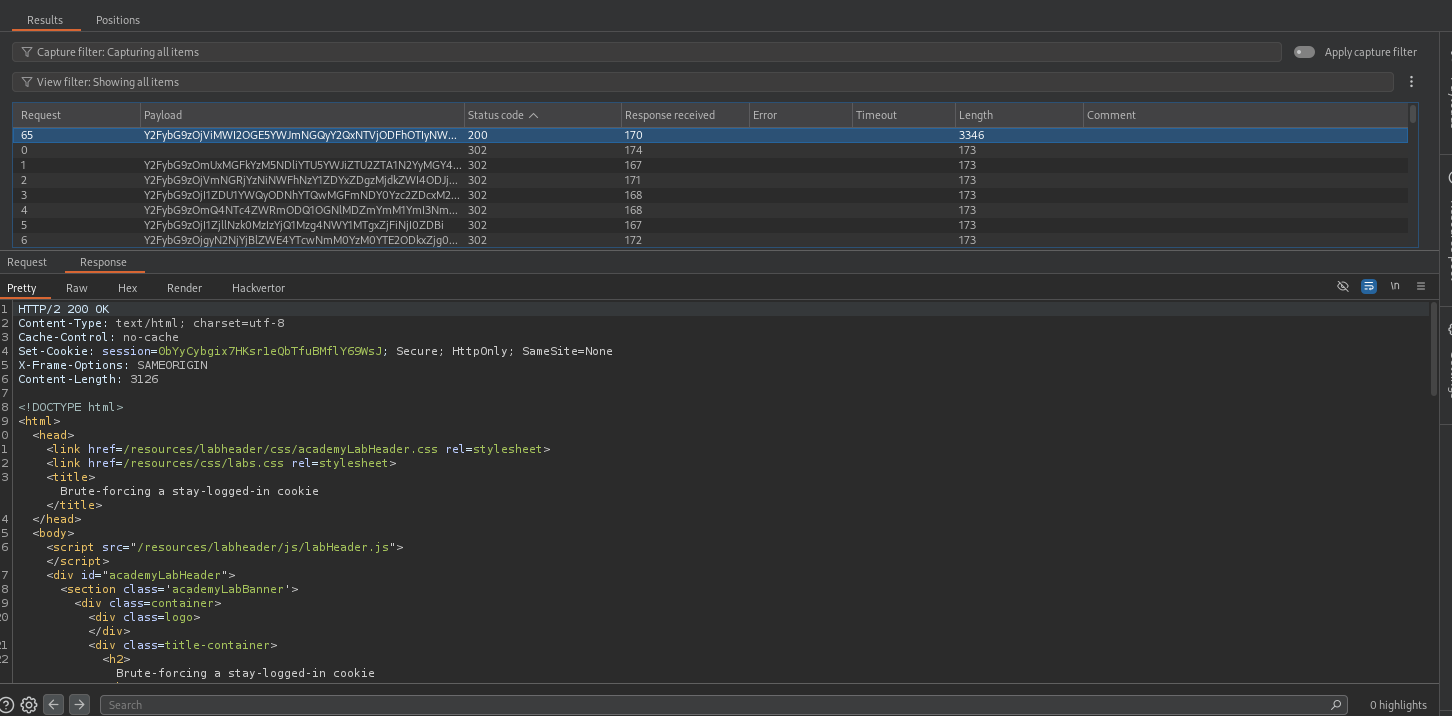 Results Positions
Capture filter: Capturing all items Apply capture filter
View filter: Showing all items
Request Payload Status code Response received Error Timeout Length Comment
65 Y2FybG9zOjViMWI2OGE5YWJmNGQyY2QxNTVjODFhOTIyNW... 200 170 3346
0 302 174 173
1 Y2FybG9zOmUxMGFkYzM5NDliYTU5YWJiZTU2ZTA1N2YyMGY4... 302 167 173
2 Y2FybG9zOjVmNGRjYzNiNWFhNzY1ZDYxZDgzMjdkZWI4ODJj... 302 171 173
3 Y2FybG9zOjI1ZDU1YWQyODNhYTQwMGFmNDY0Yzc2ZDcxM2... 302 168 173
4 Y2FybG9zOmQ4NTc4ZWRmODQ1OGNlMDZmYmM1YmI3Nm... 302 168 173
5 Y2FybG9zOjI1ZjllNzk0MzIzYjQ1Mzg4NWY1MTgxZjFiNjI0ZDBi 302 167 173
6 Y2FybG9zOjgyN2NjYjBlZWE4YTcwNmM0YzM0YTE2ODkxZjg0... 302 172 173
Request Response
Pretty Raw Hex Render Hackvertor \n
1 HTTP/2 200 OK
2 Content-Type: text/html; charset=utf-8
3 Cache-Control: no-cache
4 Set-Cookie: session=0bYyCybgix7HKsr1eQbTfuBMflY69WsJ; Secure; HttpOnly; SameSite=None
5 X-Frame-Options: SAMEORIGIN
6 Content-Length: 3126
7
8 <!DOCTYPE html>
9 <html>
0 <head>
1 <link href=/resources/labheader/css/academyLabHeader.css rel=stylesheet>
2 <link href=/resources/css/labs.css rel=stylesheet>
3 <title>
Brute-forcing a stay-logged-in cookie
</title>
4 </head>
5 <body>
6 <script src="/resources/labheader/js/labHeader.js">
</script>
7 <div id="academyLabHeader">
8 <section class='academyLabBanner'>
9 <div class=container>
20 <div class=logo>
</div>
21 <div class=title-container>
22 <h2>
Brute-forcing a stay-logged-in cookie
Search 0 highlights